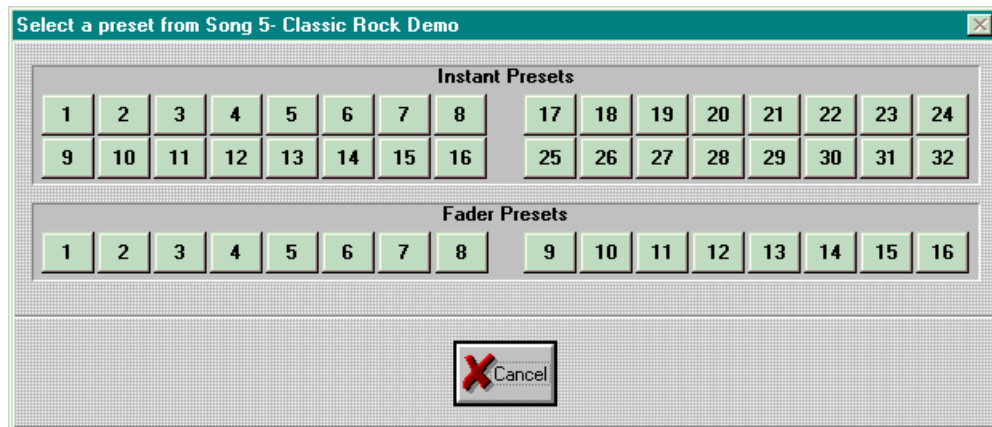 Select a preset from Song 5- Classic Rock Demo
Instant Presets
1 2 3 4 5 6 7 8 17 18 19 20 21 22 23 24
9 10 11 12 13 14 15 16 25 26 27 28 29 30 31 32
Fader Presets
1 2 3 4 5 6 7 8 9 10 11 12 13 14 15 16
Cancel